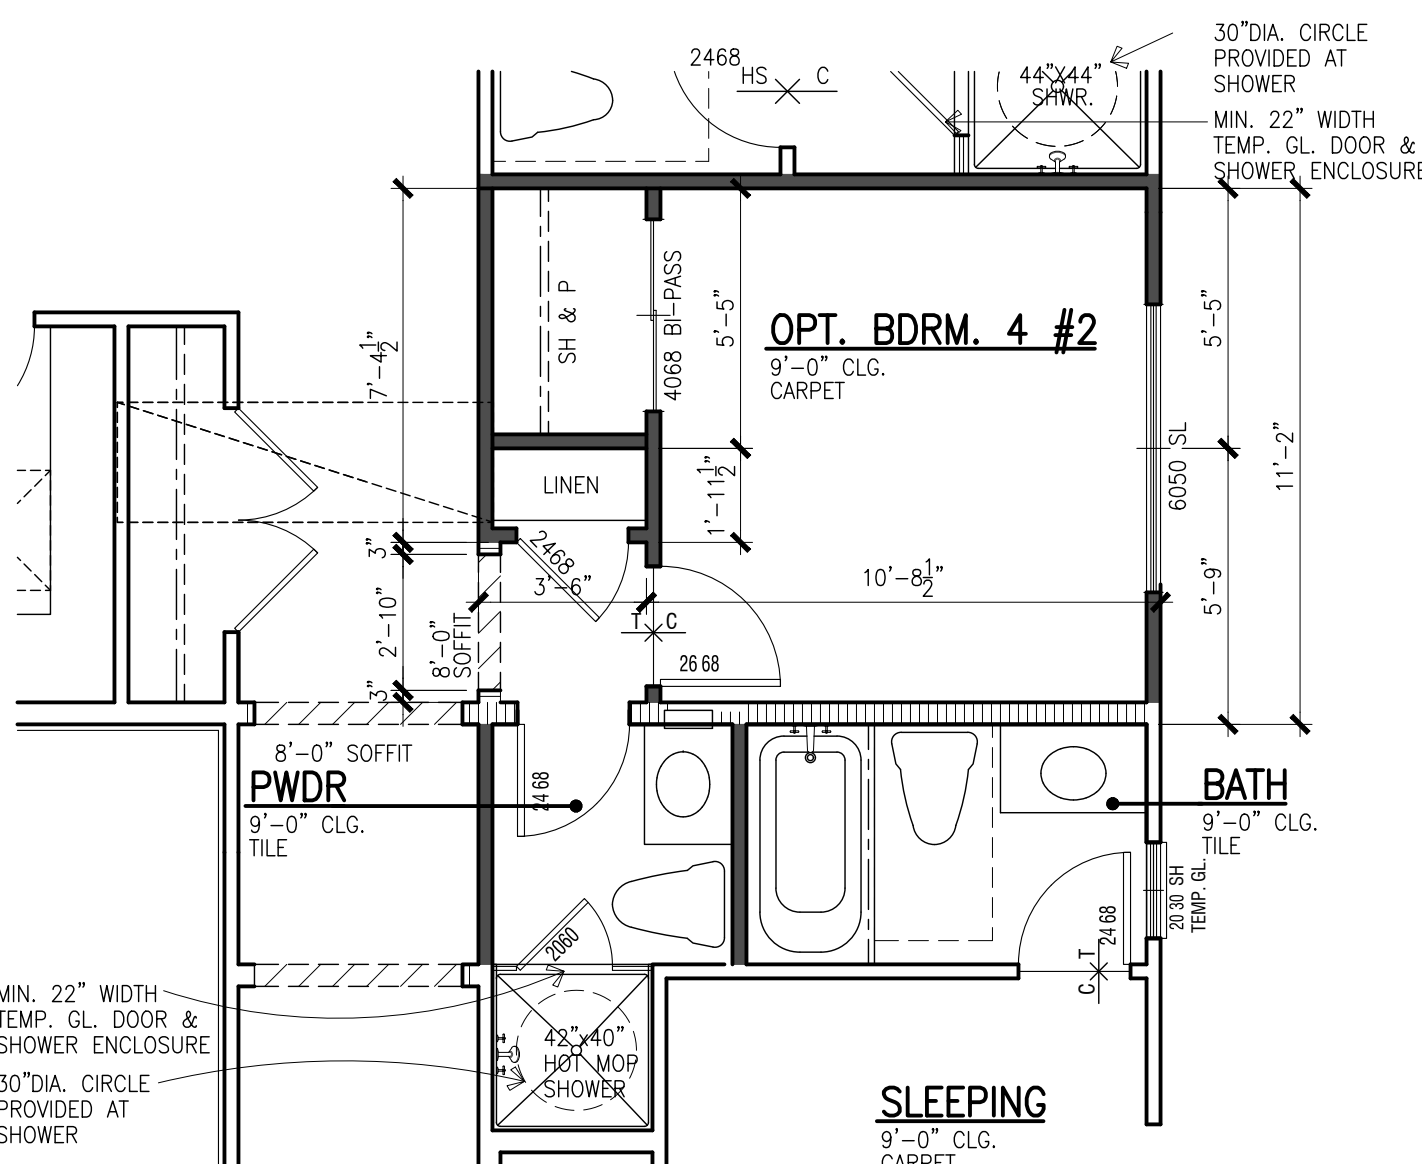 30"DIA. CIRCLE
PROVIDED AT
SHOWER
2468
HS C
44"X44"
SHWR.
MIN. 22" WIDTH
TEMP. GL. DOOR &
SHOWER ENCLOSURE
7'-4 1/2"
SH & P
4068 BI-PASS
5'-5"
OPT. BDRM. 4 #2
9'-0" CLG.
CARPET
5'-5"
11'-2"
6050 SL
LINEN
1'-11 1/2"
3"
2468
3'-6"
10'-8 1/2"
5'-9"
2'-10"
8'-0"
SOFFIT
T C
2668
3"
8'-0" SOFFIT
PWDR
9'-0" CLG.
TILE
2468
BATH
9'-0" CLG.
TILE
2030 SH
TEMP. GL.
2468
C T
2060
MIN. 22" WIDTH
TEMP. GL. DOOR &
SHOWER ENCLOSURE
42"x40"
HOT MOP
SHOWER
30"DIA. CIRCLE
PROVIDED AT
SHOWER
SLEEPING
9'-0" CLG.
CARPET